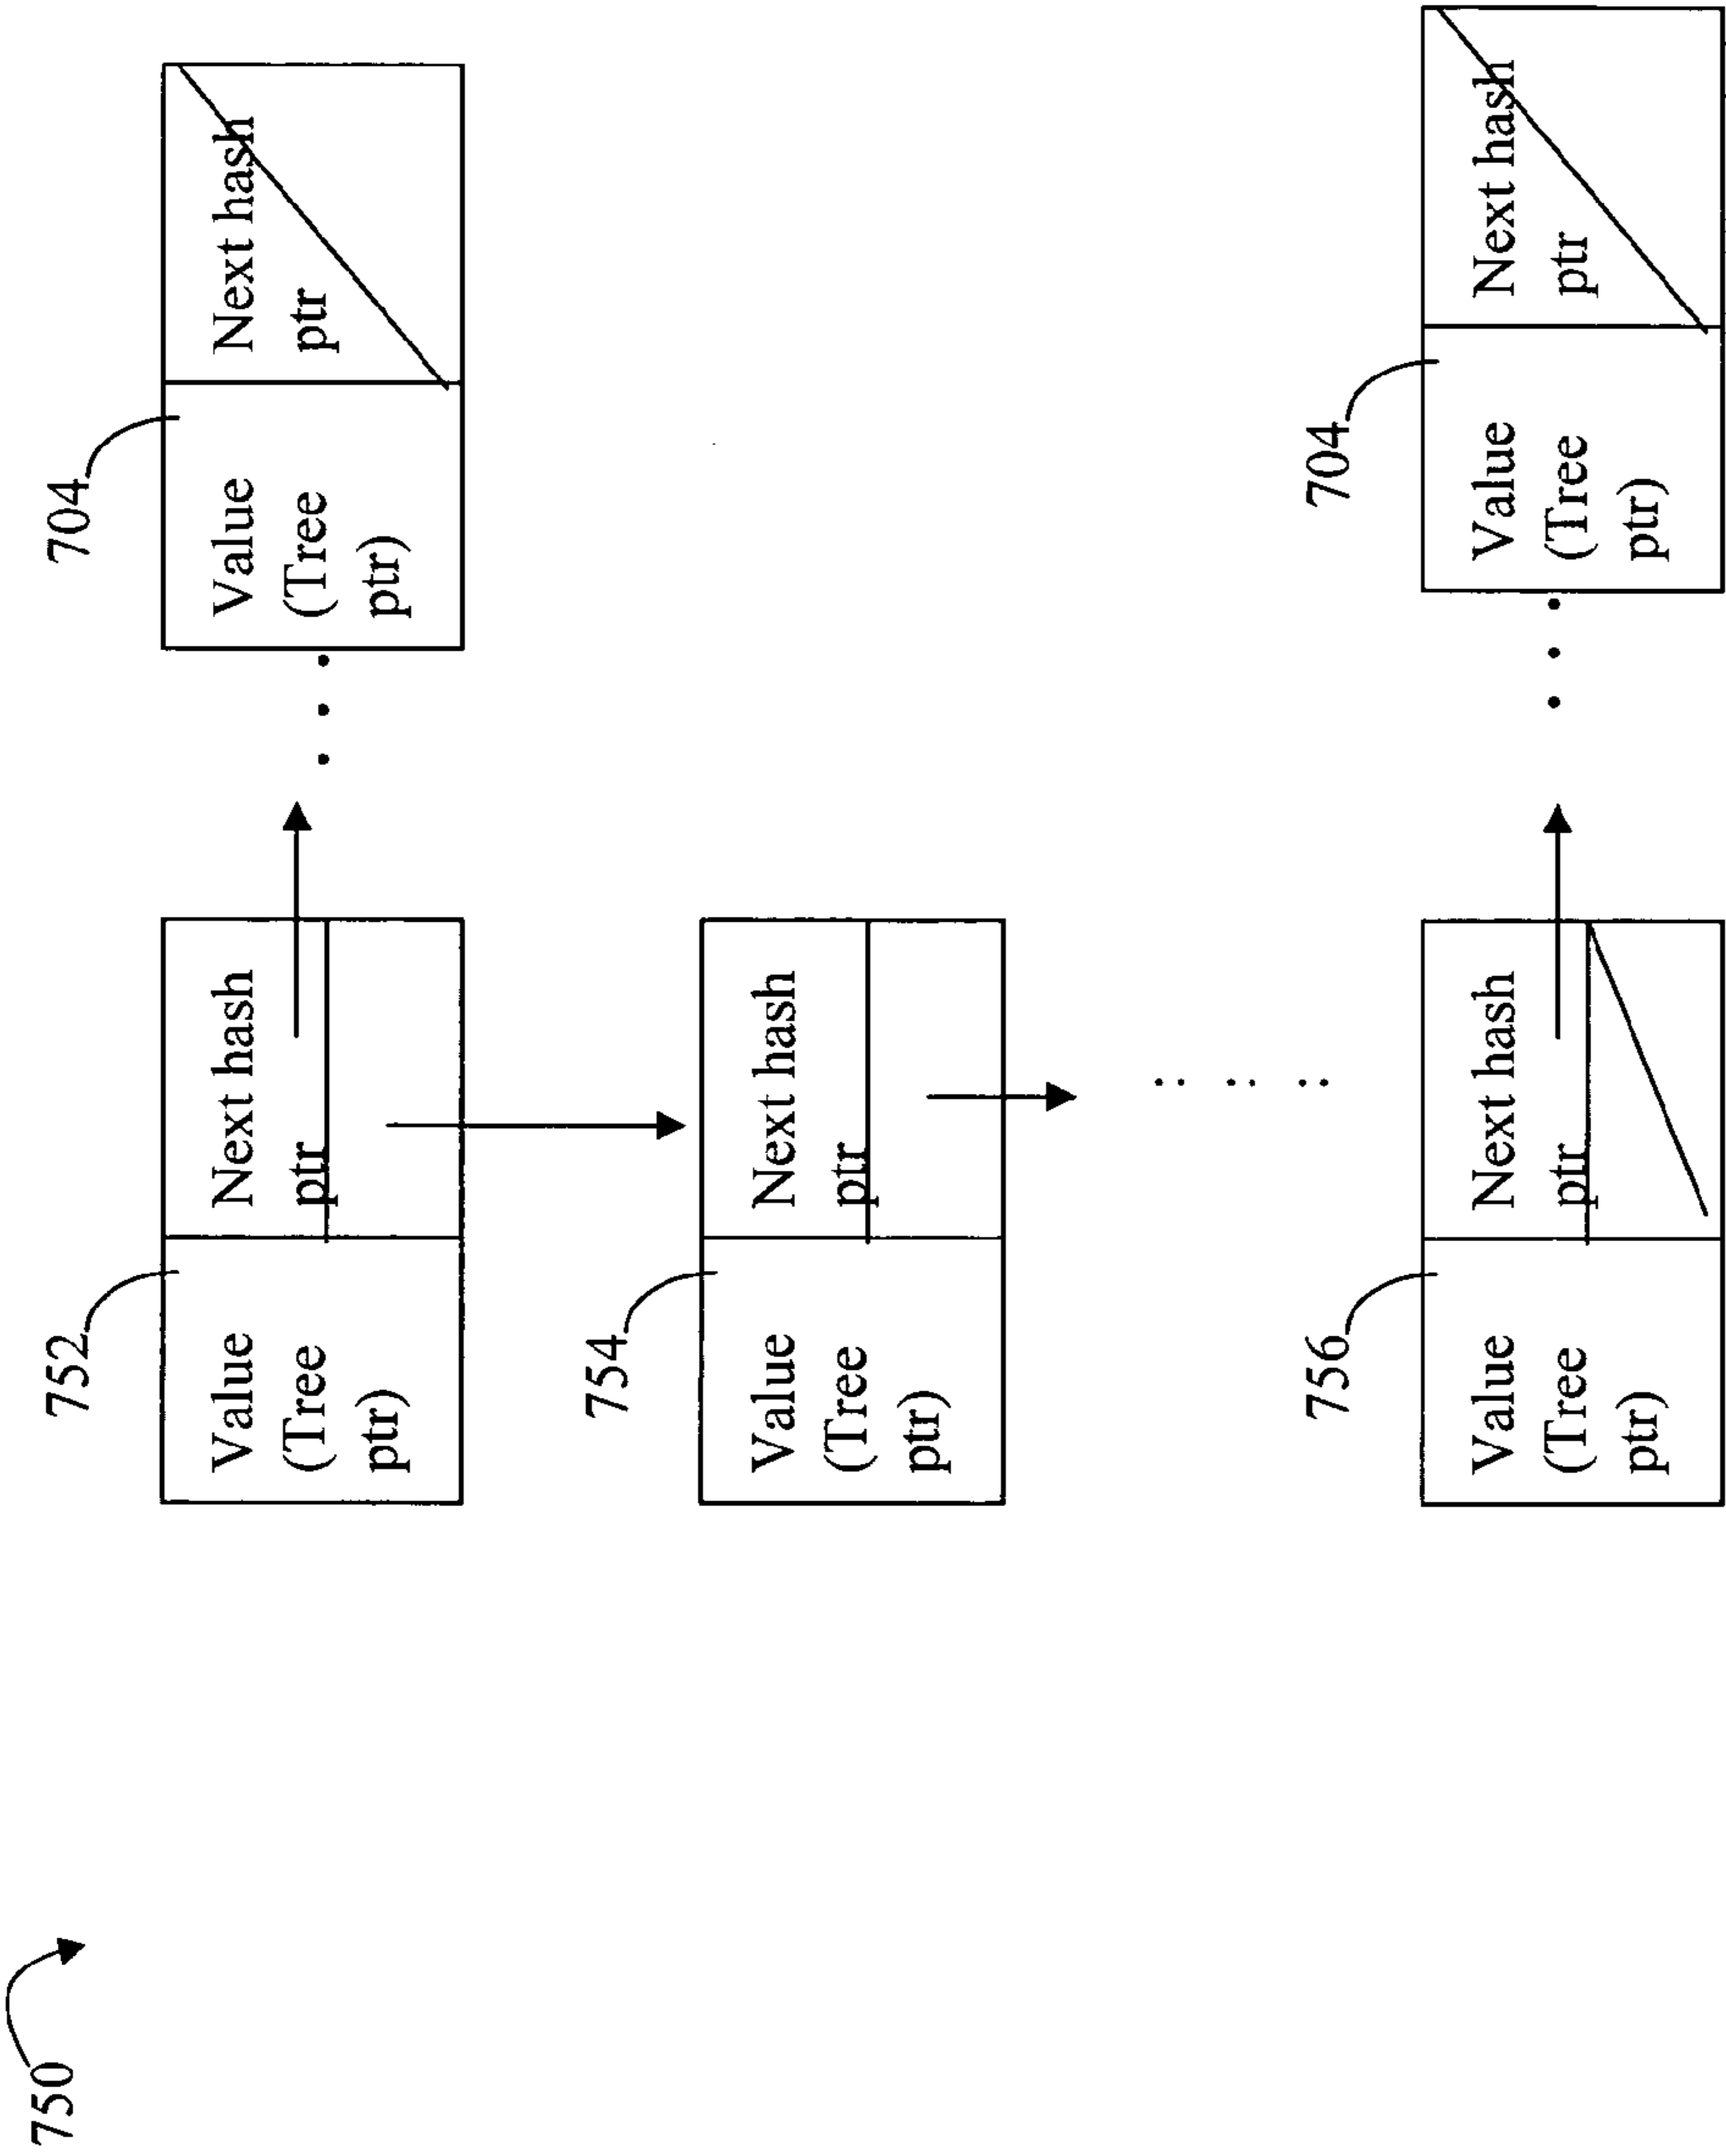 750
752
704
Value
(Tree
ptr)
Next hash
ptr
Value
(Tree
ptr)
Next hash
ptr
754
Value
(Tree
ptr)
Next hash
ptr
756
704
Value
(Tree
ptr)
Next hash
ptr
Value
(Tree
ptr)
Next hash
ptr